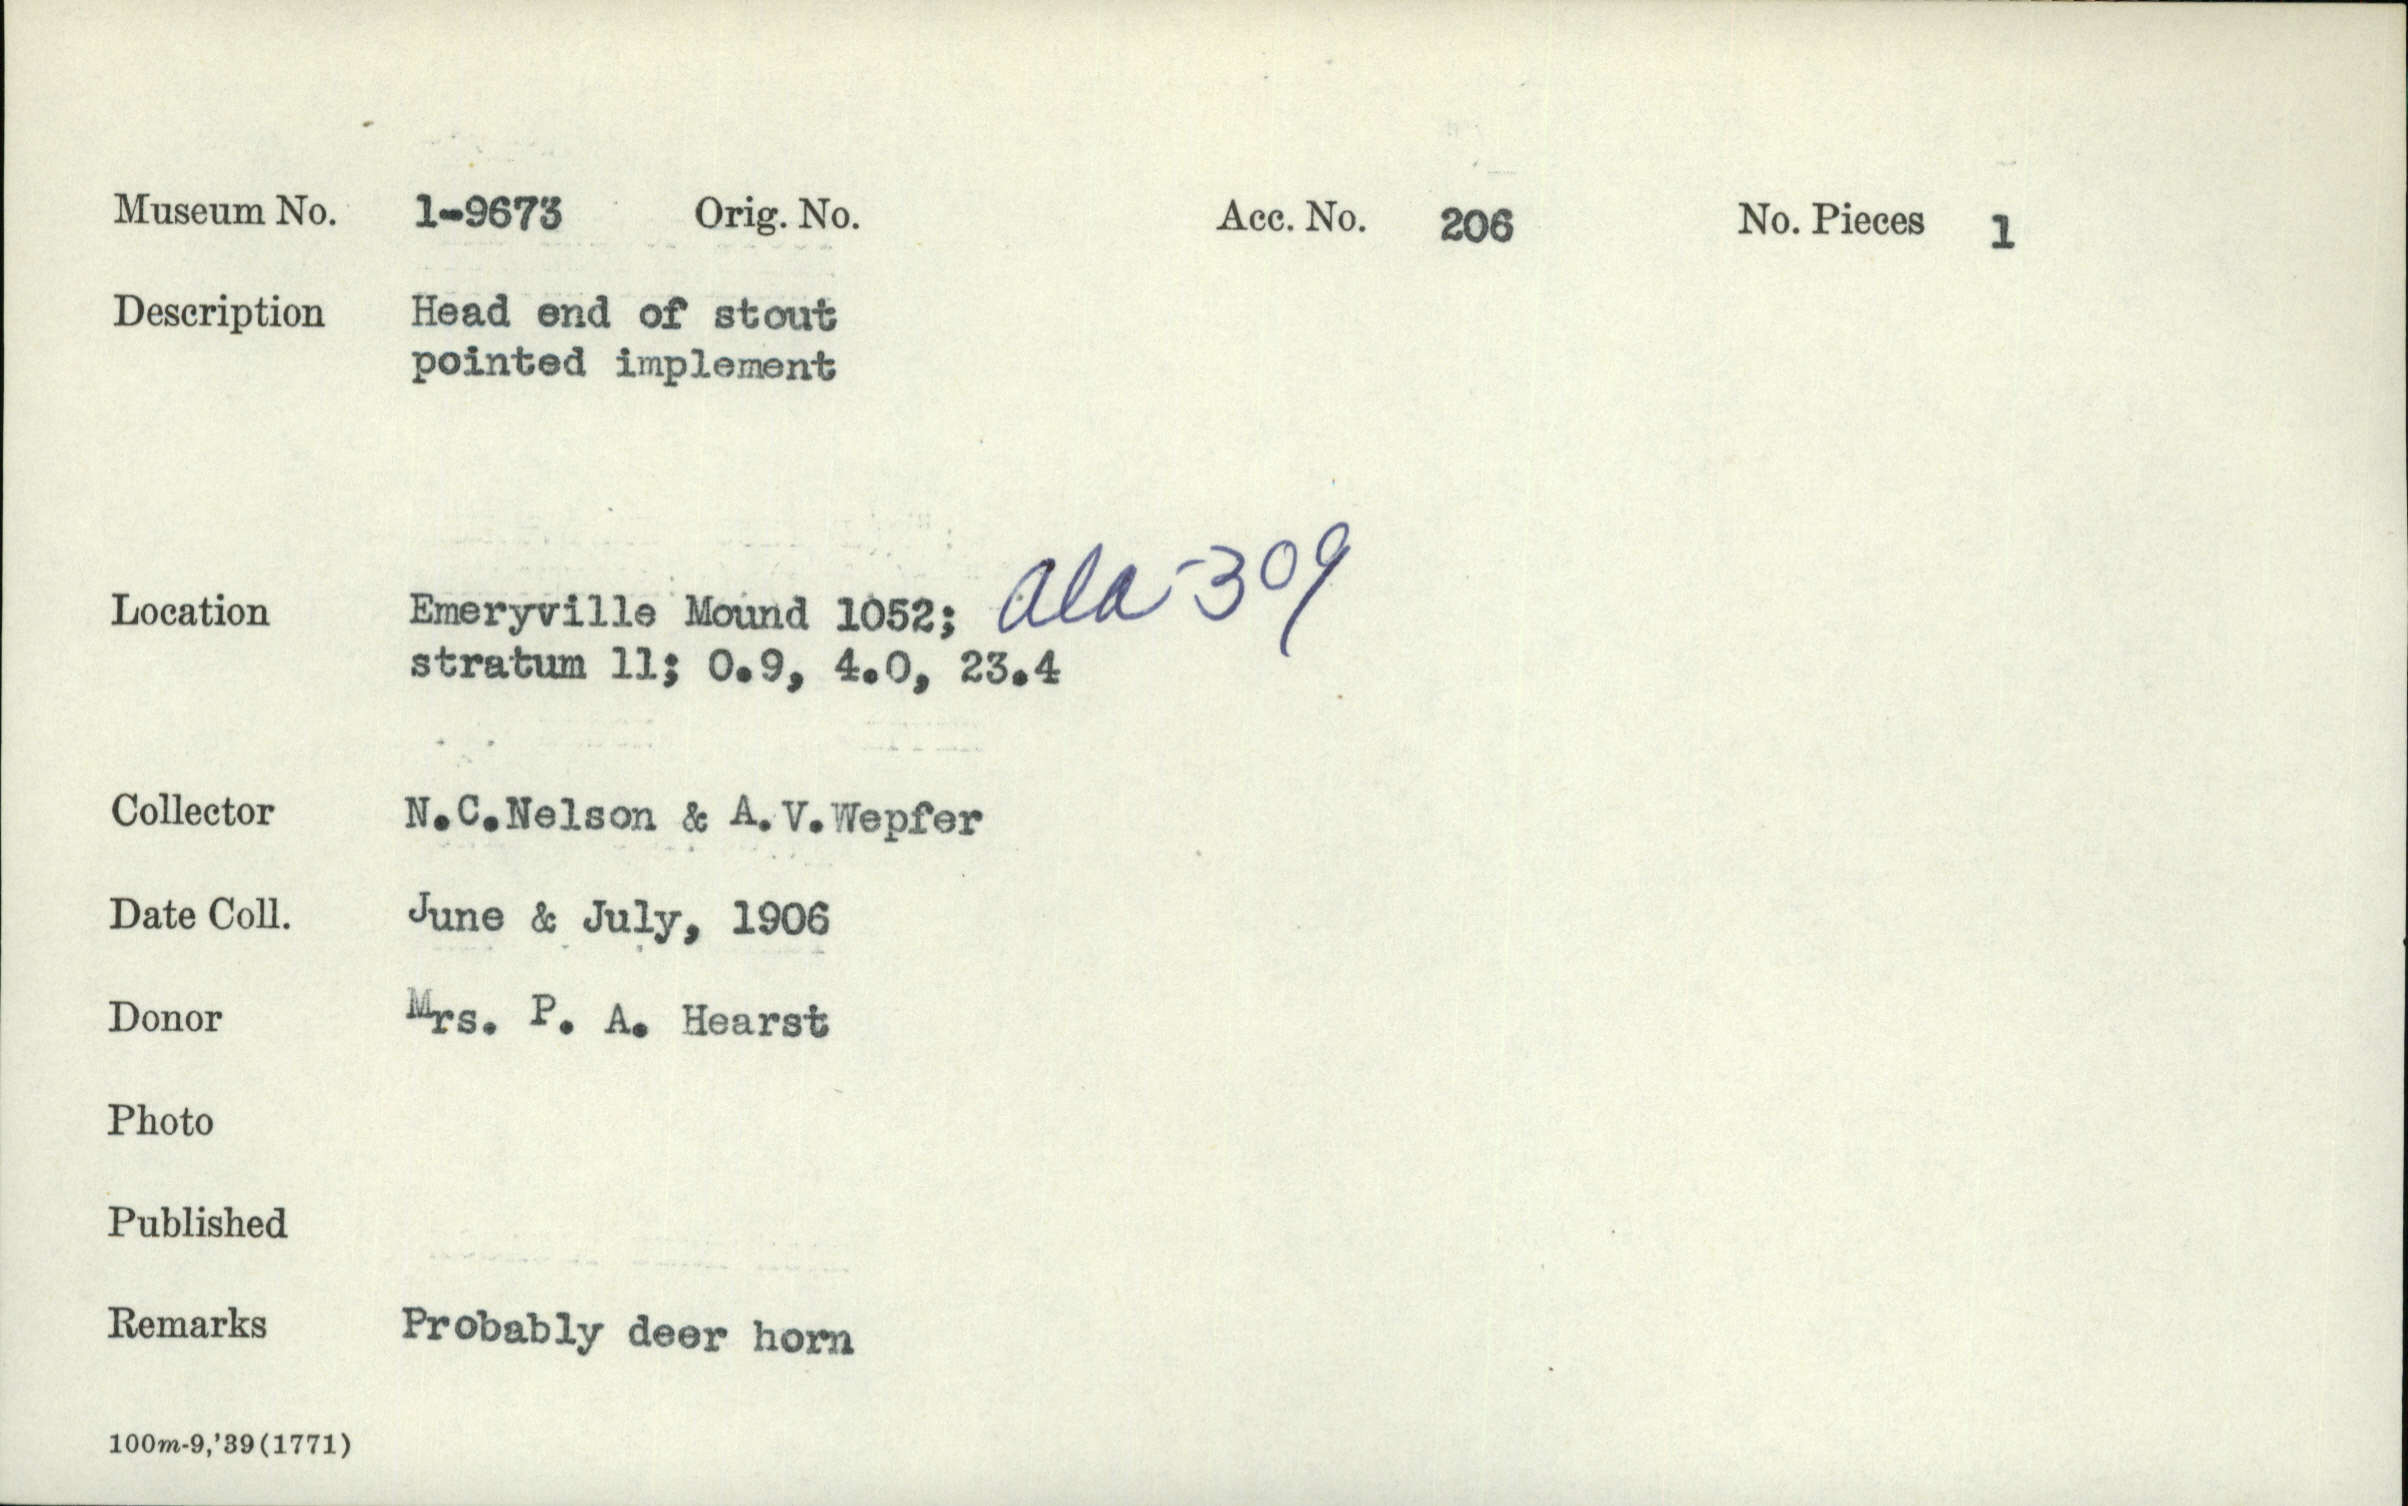 Museum No. 1-9673 Orig. No. Acc. No. 206 No. Pieces 1
Description Head end of stout
pointed implement
Location Emeryville Mound 1052; Ala-309
stratum 11; 0.9, 4.0, 23.4
Collector N.C.Nelson & A.V.Wepfer
Date Coll. June & July, 1906
Donor Mrs. P. A. Hearst
Photo
Published
Remarks Probably deer horn
100m-9,'39(1771)